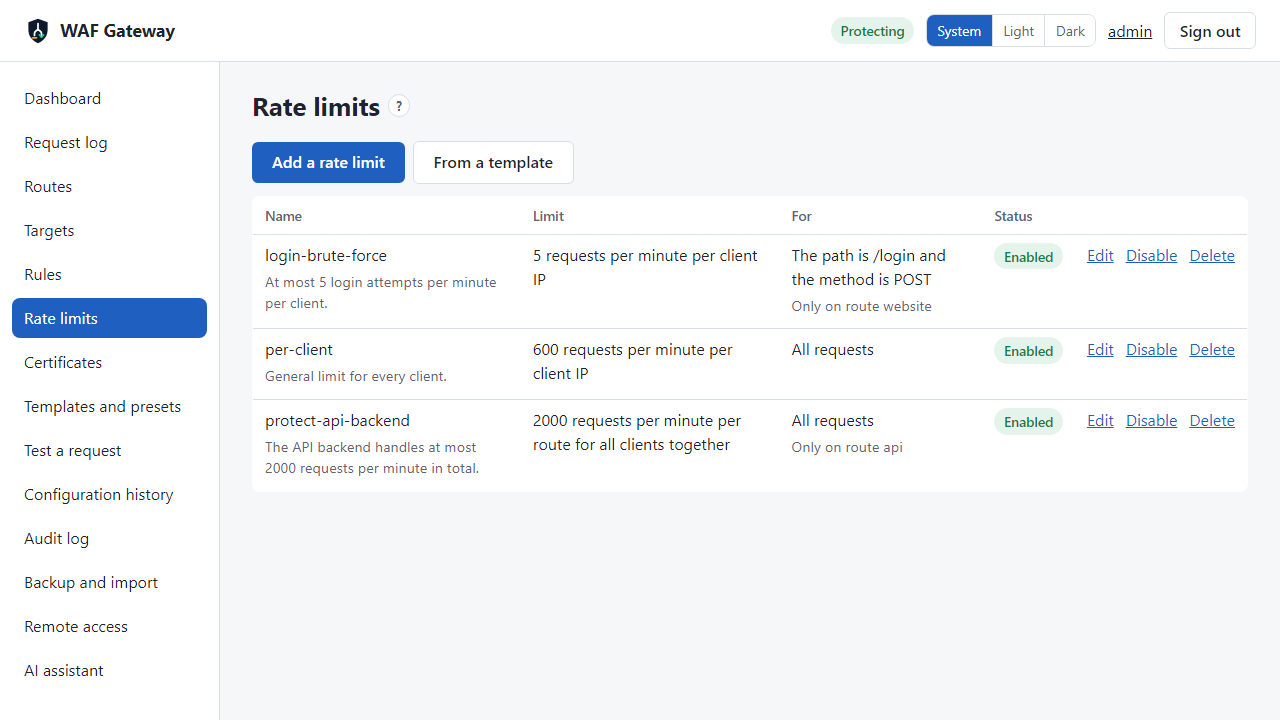 WAF Gateway
Protecting
System
Light
Dark
admin
Sign out
Dashboard
Request log
Routes
Targets
Rules
Rate limits
Certificates
Templates and presets
Test a request
Configuration history
Audit log
Backup and import
Remote access
AI assistant
Rate limits ?
Add a rate limit
From a template
Name Limit For Status
login-brute-force
At most 5 login attempts per minute
per client.
5 requests per minute per client
IP
The path is /login and
the method is POST
Only on route website
Enabled
Edit Disable Delete
per-client
General limit for every client.
600 requests per minute per
client IP
All requests
Enabled
Edit Disable Delete
protect-api-backend
The API backend handles at most
2000 requests per minute in total.
2000 requests per minute per
route for all clients together
All requests
Only on route api
Enabled
Edit Disable Delete